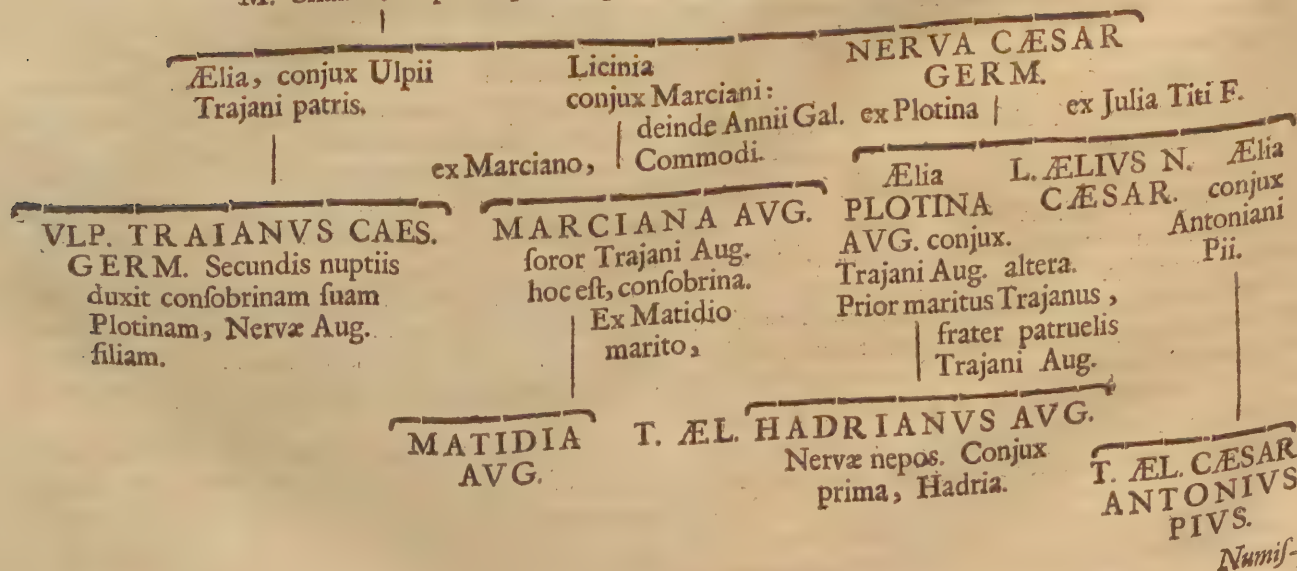 Ælia, conjux Ulpii
Trajani patris.
Licinia
conjux Marciani:
deinde Annii Gal.
Commodi.
ex Marciano,
NERVA CÆSAR
GERM.
ex Plotina
ex Julia Titi F.
VLP. TRAIANVS CAES.
GERM. Secundis nuptiis
duxit conſobrinam ſuam
Plotinam, Nervæ Aug.
filiam.
MARCIANA AVG.
ſoror Trajani Aug.
hoc eſt, conſobrina.
Ex Matidio
marito,
Ælia
PLOTINA
AVG. conjux.
Trajani Aug. altera.
Prior maritus Trajanus,
frater patruelis
Trajani Aug.
L. ÆLIVS N.
CÆSAR.
Ælia
conjux
Antoniani
Pii.
MATIDIA
AVG.
T. ÆL. HADRIANVS AVG.
Nervæ nepos. Conjux
prima, Hadria.
T. ÆL. CÆSAR
ANTONIVS
PIVS.
Numiſ-